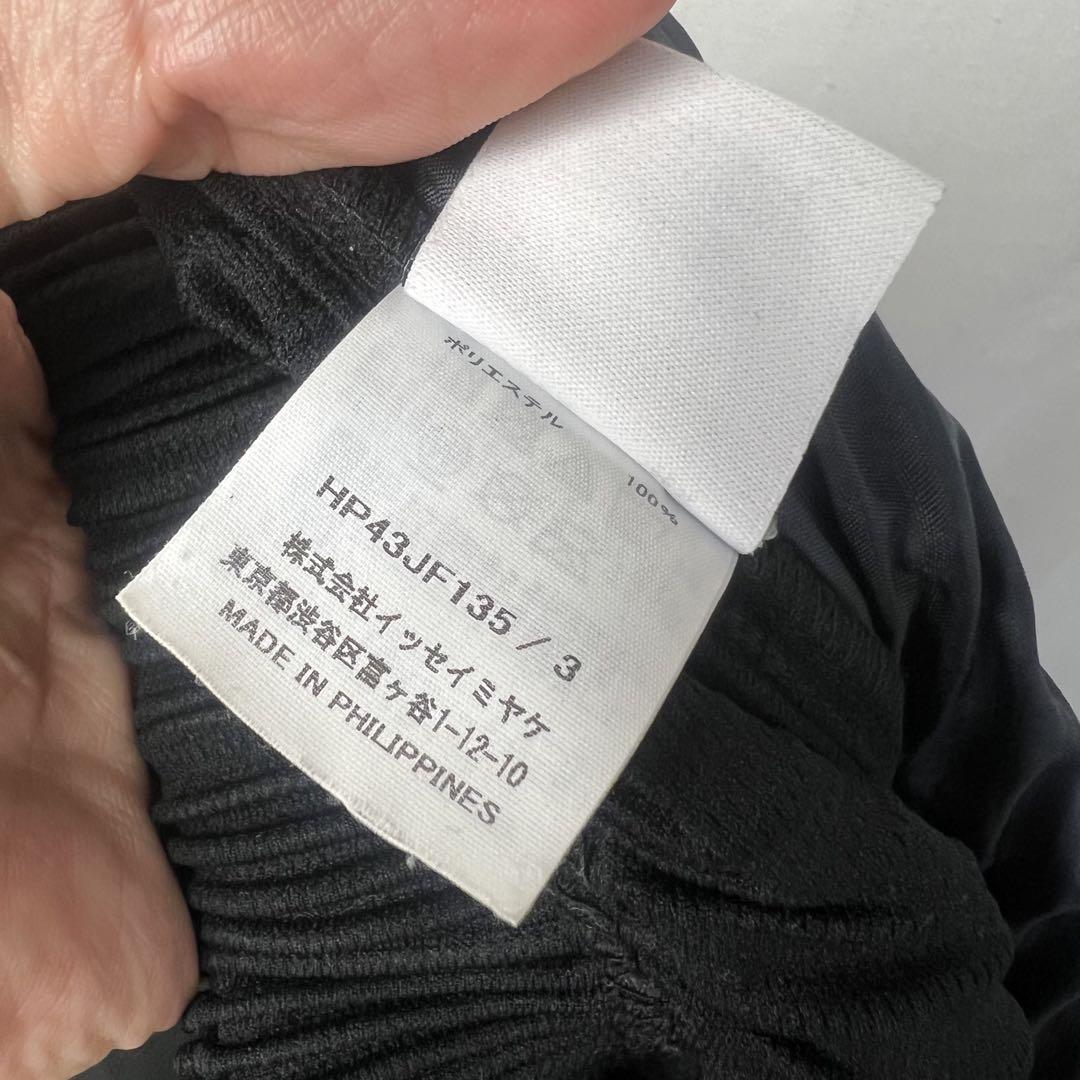 ポリエステル 100%
HP43JF135 / 3
株式会社イッセイミヤケ
東京都渋谷区富ヶ谷1-12-10
MADE IN PHILIPPINES